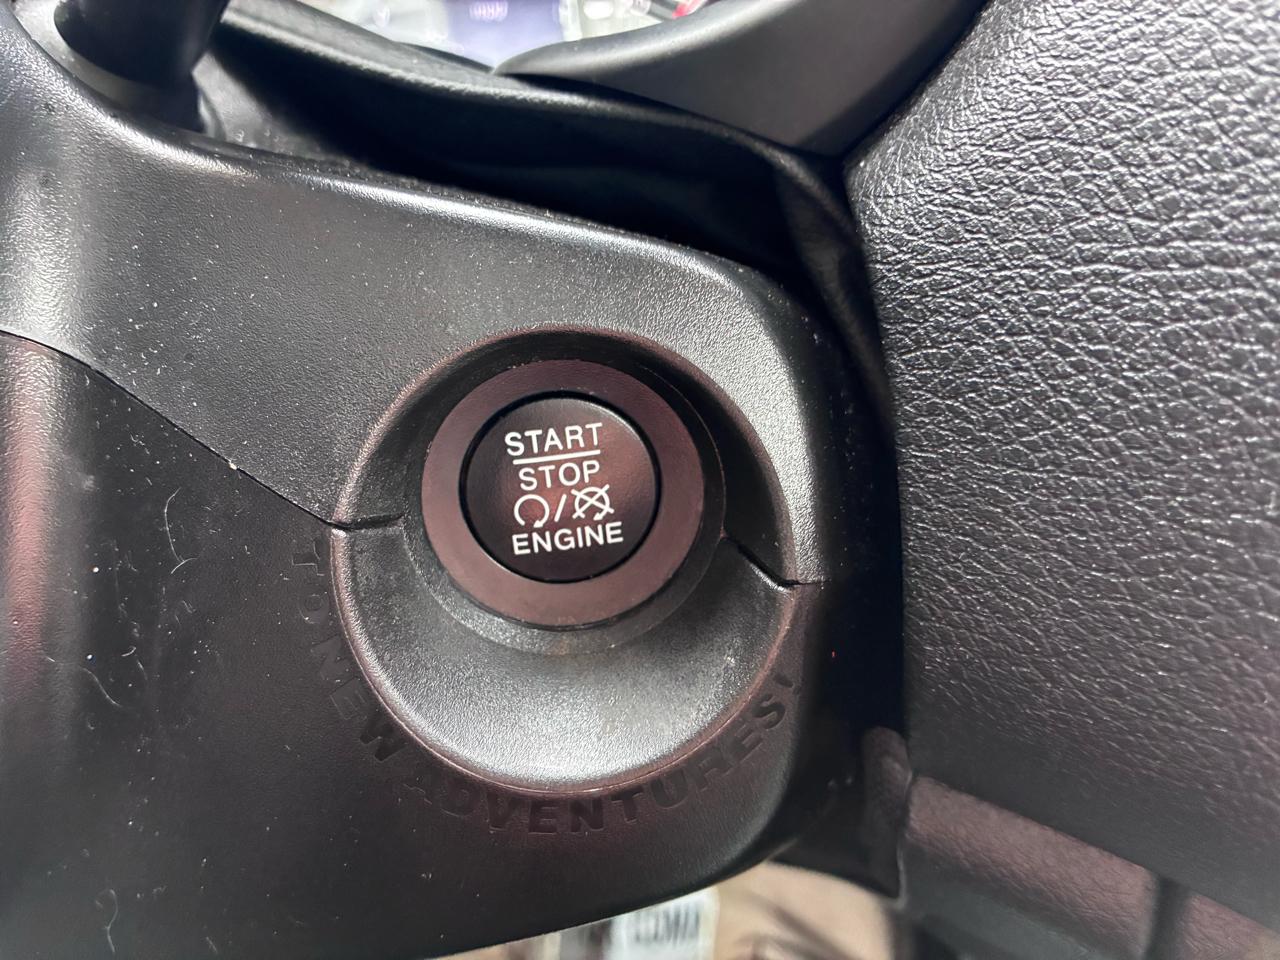 START
STOP
ENGINE
TO NEW ADVENTURES!